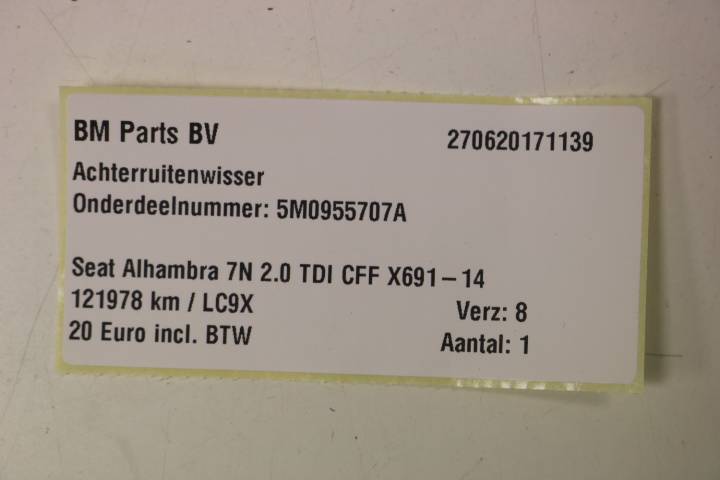 BM Parts BV 270620171139
Achterruitenwisser
Onderdeelnummer: 5M0955707A
Seat Alhambra 7N 2.0 TDI CFF X691-14
121978 km / LC9X Verz: 8
20 Euro incl. BTW Aantal: 1